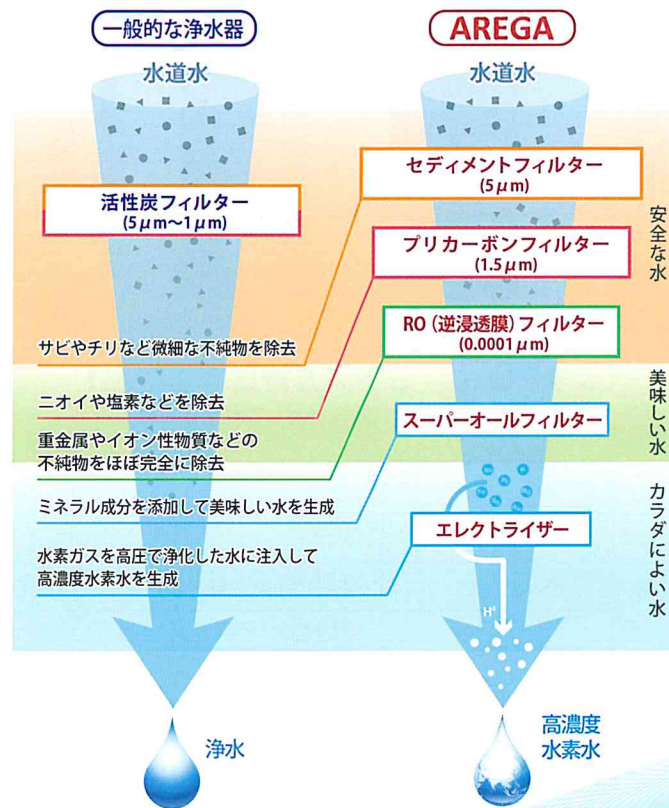 一般的な浄水器
AREGA
水道水
水道水
活性炭フィルター
(5μm〜1μm)
セディメントフィルター
(5μm)
プリカーボンフィルター
(1.5μm)
RO(逆浸透膜)フィルター
(0.0001μm)
スーパーオールフィルター
エレクトライザー
サビやチリなど微細な不純物を除去
ニオイや塩素などを除去
重金属やイオン性物質などの
不純物をほぼ完全に除去
ミネラル成分を添加して美味しい水を生成
水素ガスを高圧で浄化した水に注入して
高濃度水素水を生成
安全な水
美味しい水
カラダによい水
浄水
高濃度
水素水